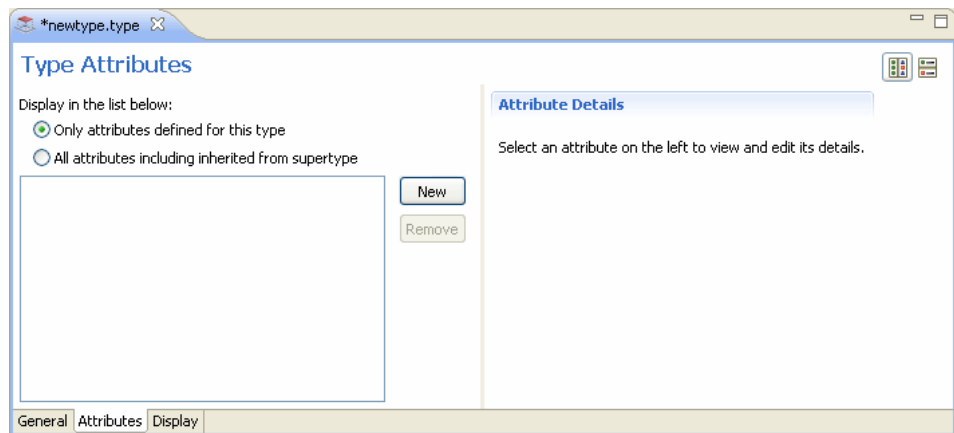 *newtype.type
Type Attributes
Display in the list below:
Only attributes defined for this type
All attributes including inherited from supertype
New
Remove
Attribute Details
Select an attribute on the left to view and edit its details.
General Attributes Display